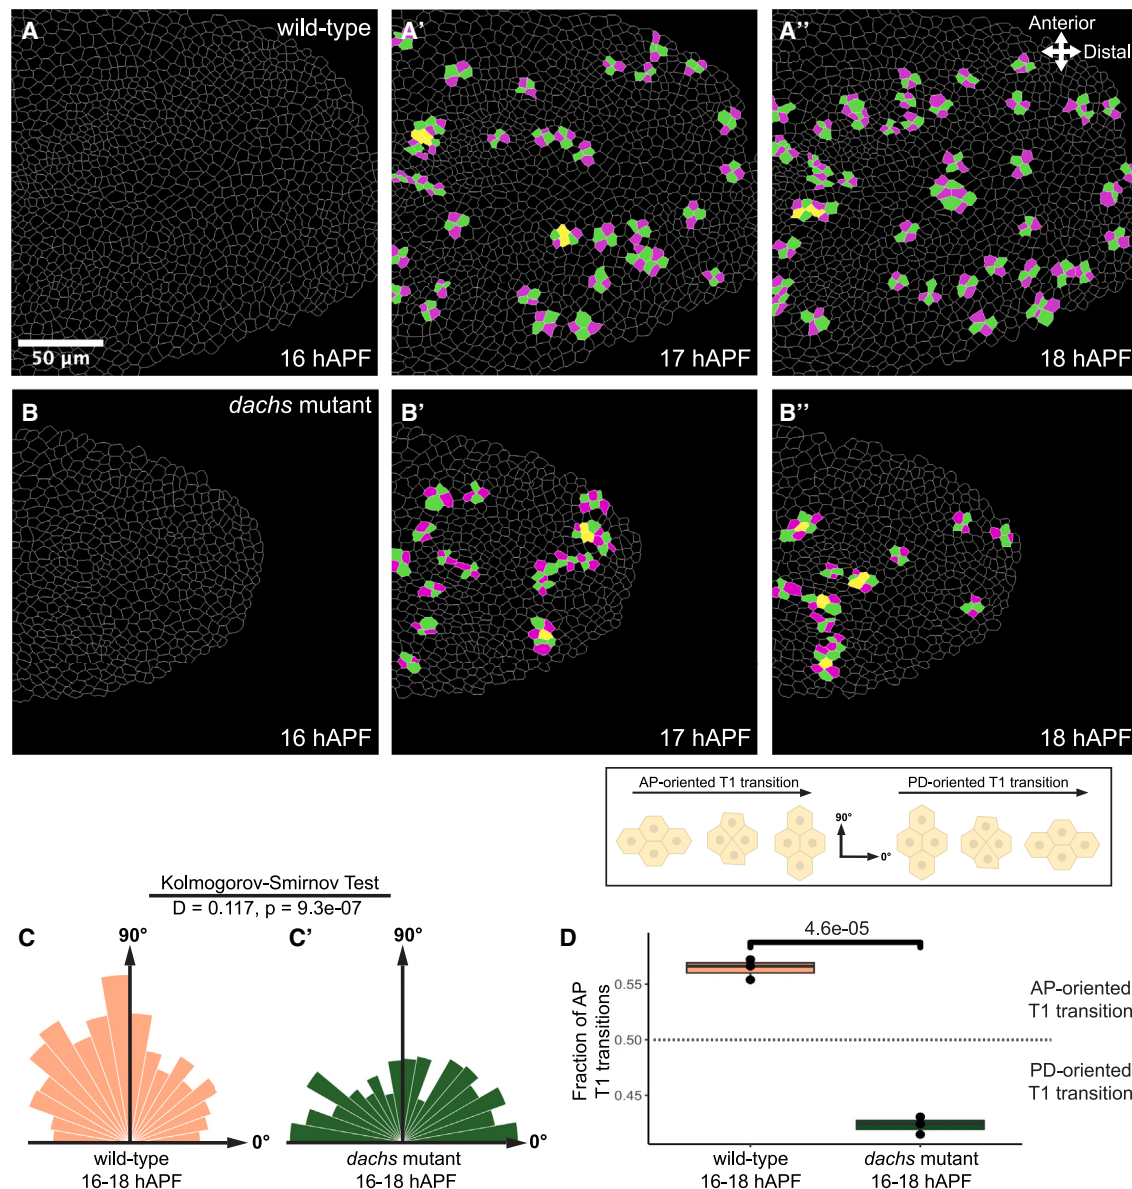 A
wild-type
50 µm
16 hAPF
A'
17 hAPF
A''
Anterior
Distal
18 hAPF
B
dachs mutant
16 hAPF
B'
17 hAPF
B''
18 hAPF
AP-oriented T1 transition
PD-oriented T1 transition
90°
0°
Kolmogorov-Smirnov Test
D = 0.117, p = 9.3e-07
C
90°
0°
wild-type
16-18 hAPF
C'
90°
0°
dachs mutant
16-18 hAPF
D
4.6e-05
Fraction of AP
T1 transitions
0.55
0.50
0.45
AP-oriented
T1 transition
PD-oriented
T1 transition
wild-type
16-18 hAPF
dachs mutant
16-18 hAPF